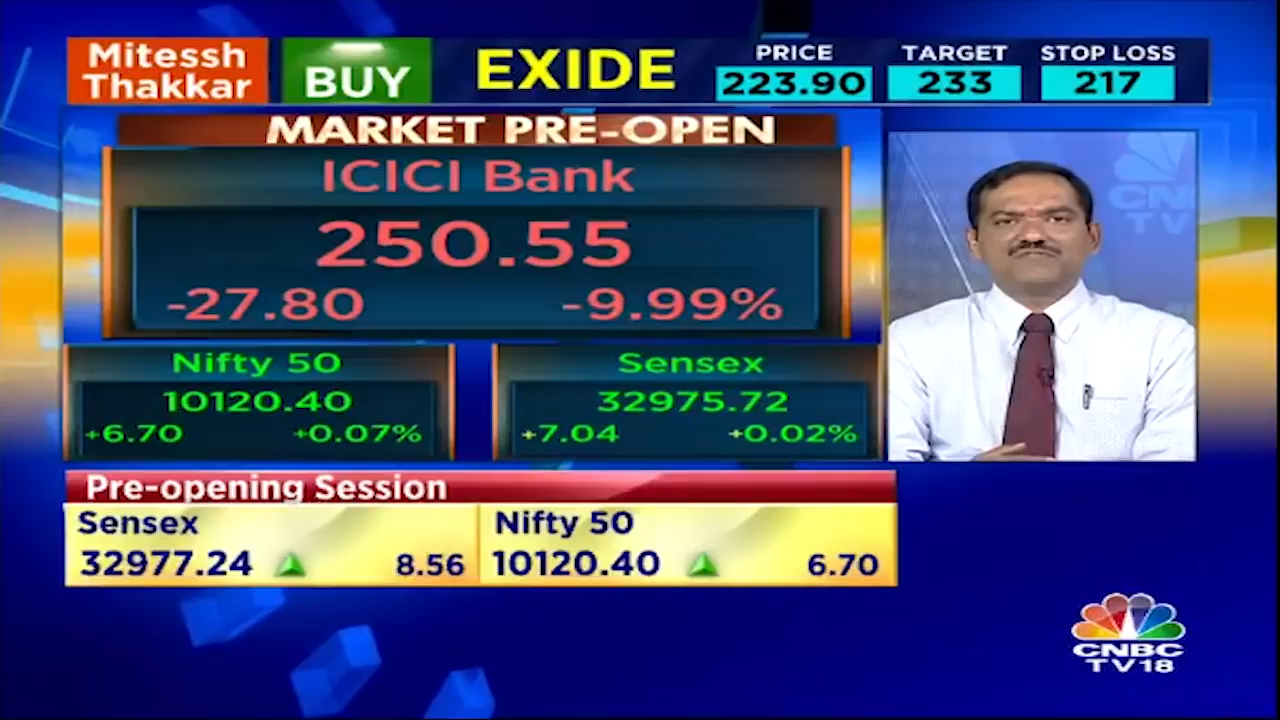 Mitessh
Thakkar
BUY
EXIDE
PRICE
223.90
TARGET
233
STOP LOSS
217
MARKET PRE-OPEN
ICICI Bank
250.55
-27.80 -9.99%
Nifty 50
10120.40
+6.70 +0.07%
Sensex
32975.72
+7.04 +0.02%
CNBC
TV
Pre-opening Session
Sensex
32977.24 8.56
Nifty 50
10120.40 6.70
CNBC
TV18